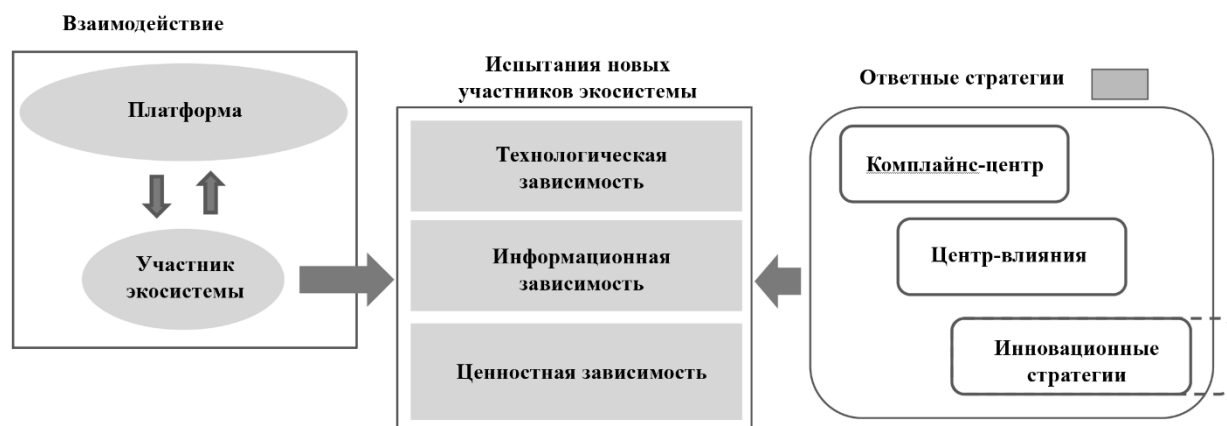 Взаимодействие
Платформа
Участник
экосистемы
Испытания новых
участников экосистемы
Технологическая
зависимость
Информационная
зависимость
Ценностная зависимость
Ответные стратегии
Комплайнс-центр
Центр-влияния
Инновационные
стратегии